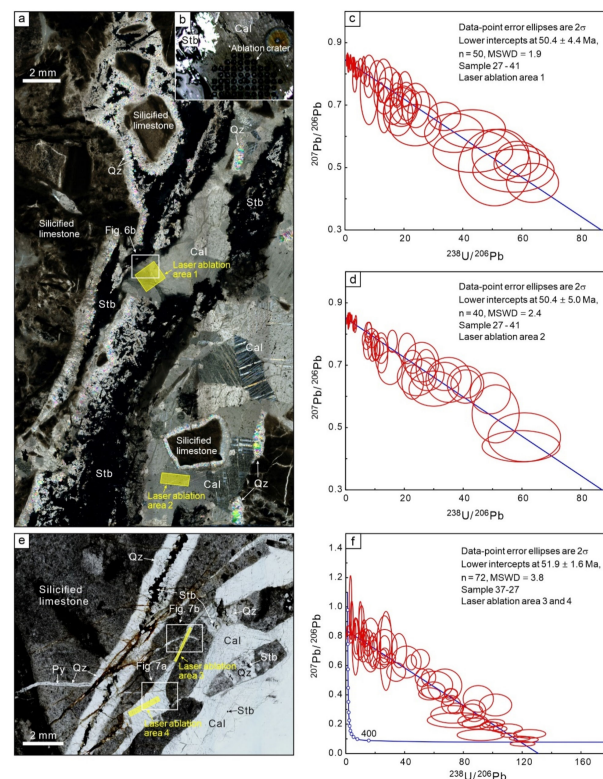 a
2 mm
b
Stb
Cal
Ablation crater
Silicified
limestone
Qz
Qz
Silicified
limestone
Fig. 6b
Cal
Laser ablation
area 1
Stb
Stb
Cal
Silicified
limestone
Stb
Cal
Laser ablation
area 2
Qz
c
Data-point error ellipses are 2σ
Lower intercepts at 50.4 ± 4.4 Ma,
n = 50, MSWD = 1.9
Sample 27 - 41
Laser ablation area 1
0.9
0.7
0.5
0.3
207Pb/206Pb
0 20 40 60 80
238U/206Pb
d
Data-point error ellipses are 2σ
Lower intercepts at 50.4 ± 5.0 Ma,
n = 40, MSWD = 2.4
Sample 27 - 41
Laser ablation area 2
0.9
0.7
0.5
0.3
207Pb/206Pb
0 20 40 60 80
238U/206Pb
e
Qz
Silicified
limestone
Stb
Fig. 7b
Qz
Cal
Laser ablation
area 3
Stb
Qz
Py
Qz
Fig. 7a
Stb
Laser ablation
area 4
Cal
2 mm
f
Data-point error ellipses are 2σ
Lower intercepts at 51.9 ± 1.6 Ma,
n = 72, MSWD = 3.8
Sample 37-27
Laser ablation area 3 and 4
1.4
1.2
1.0
0.8
0.6
0.4
0.2
0.0
207Pb/206Pb
400
0 40 80 120 160
238U/206Pb